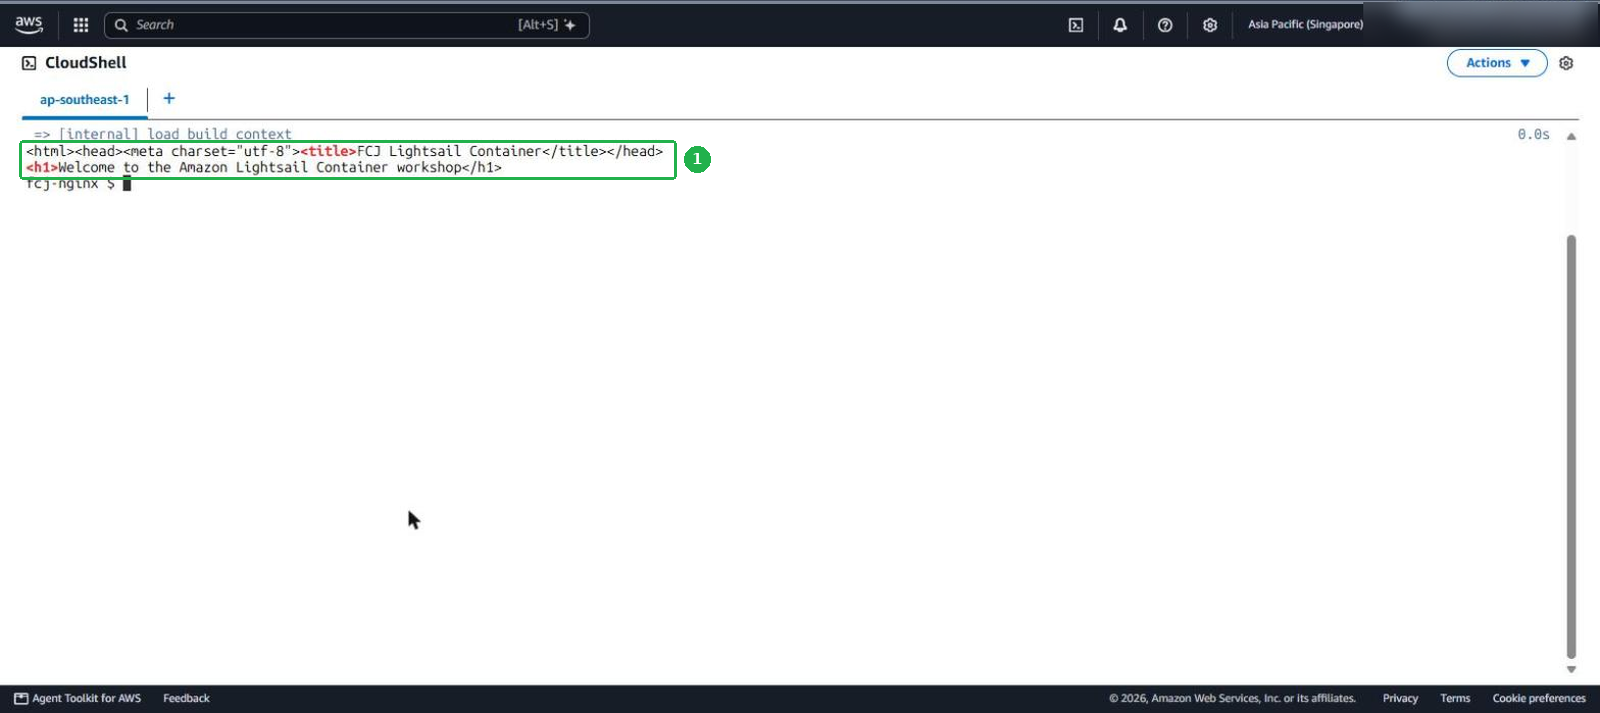 aws
Search [Alt+S]
Asia Pacific (Singapore)
CloudShell
Actions
ap-southeast-1 +
=> [internal] load build context 0.0s
<html><head><meta charset="utf-8"><title>FCJ Lightsail Container</title></head>
<h1>Welcome to the Amazon Lightsail Container workshop</h1>
1
fcj-nginx $
Agent Toolkit for AWS Feedback © 2026, Amazon Web Services, Inc. or its affiliates. Privacy Terms Cookie preferences